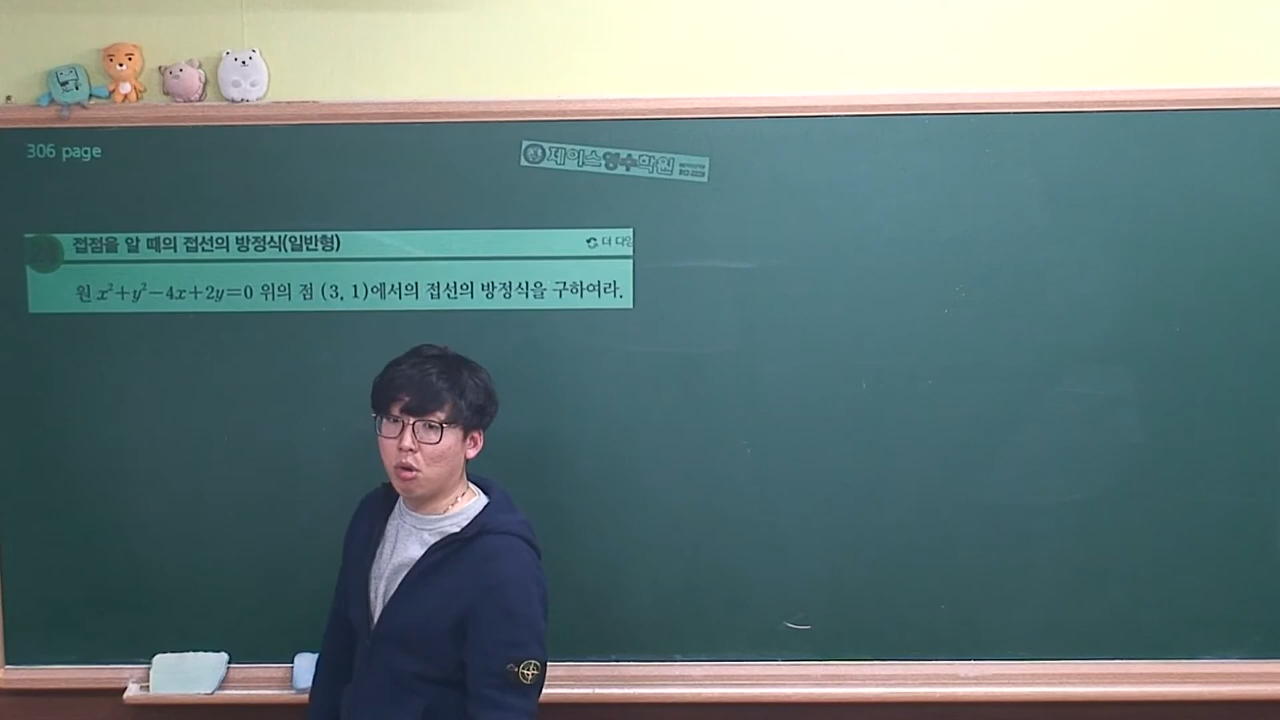 306 page
제이스영수학원
접점을 알 때의 접선의 방정식(일반형)
더 다양
원 x²+y²-4x+2y=0 위의 점 (3, 1)에서의 접선의 방정식을 구하여라.